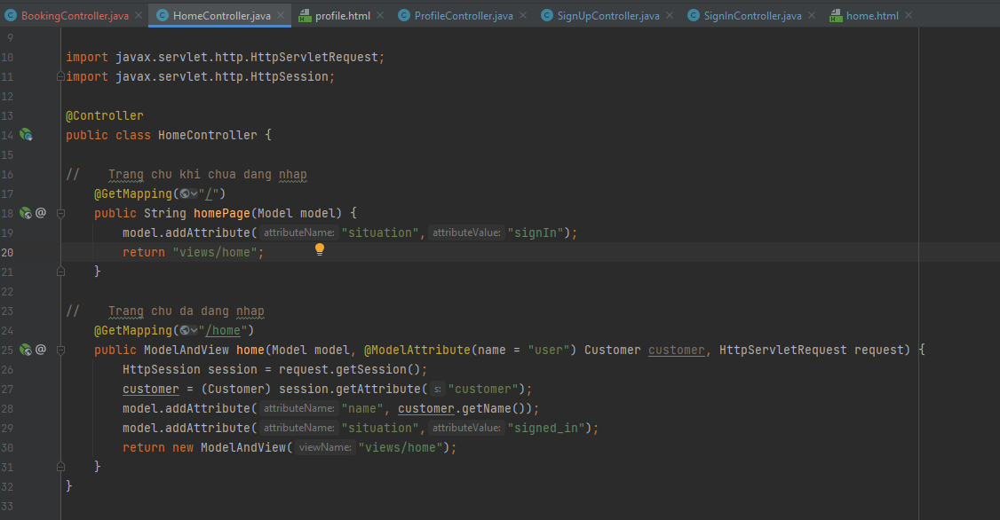 BookingController.java HomeController.java profile.html ProfileController.java SignUpController.java SignInController.java home.html
9
10 import javax.servlet.http.HttpServletRequest;
11 import javax.servlet.http.HttpSession;
12
13 @Controller
14 public class HomeController {
15
16 // Trang chu khi chua dang nhap
17 @GetMapping("/")
18 public String homePage(Model model) {
19 model.addAttribute( attributeName: "situation", attributeValue: "signIn");
20 return "views/home";
21 }
22
23 // Trang chu da dang nhap
24 @GetMapping("/home")
25 public ModelAndView home(Model model, @ModelAttribute(name = "user") Customer customer, HttpServletRequest request) {
26 HttpSession session = request.getSession();
27 customer = (Customer) session.getAttribute( s: "customer");
28 model.addAttribute( attributeName: "name", customer.getName());
29 model.addAttribute( attributeName: "situation", attributeValue: "signed_in");
30 return new ModelAndView( viewName: "views/home");
31 }
32 }
33